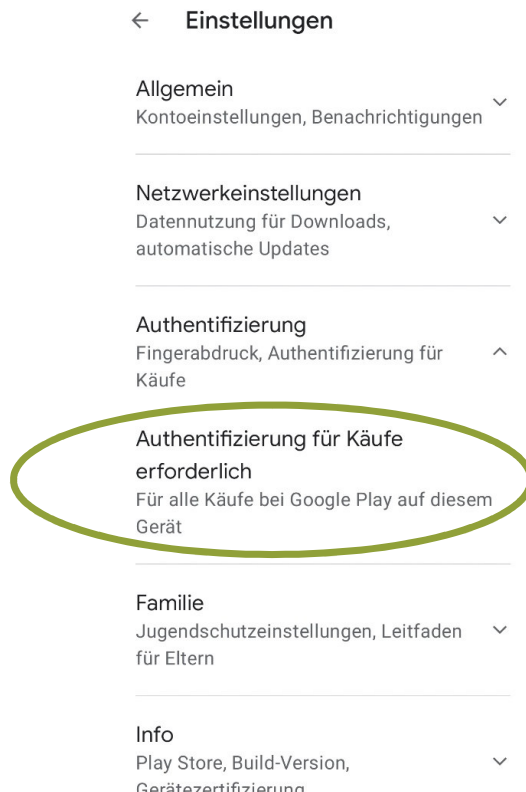 Einstellungen
Allgemein
Kontoeinstellungen, Benachrichtigungen
Netzwerkeinstellungen
Datennutzung für Downloads,
automatische Updates
Authentifizierung
Fingerabdruck, Authentifizierung für
Käufe
Authentifizierung für Käufe
erforderlich
Für alle Käufe bei Google Play auf diesem
Gerät
Familie
Jugendschutzeinstellungen, Leitfaden
für Eltern
Info
Play Store, Build-Version,
Gerätezertifizierung